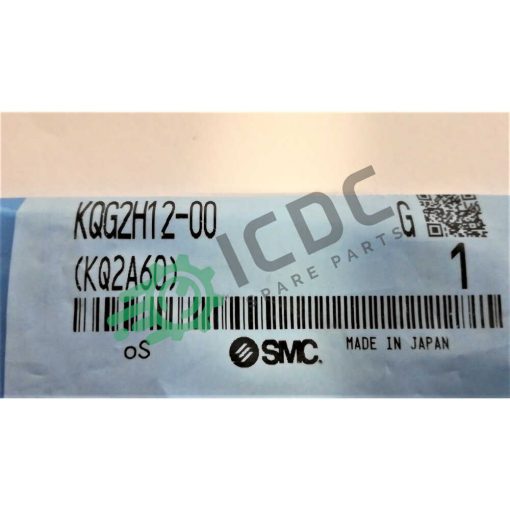 KQG2H12-00
G
(KQ2A60)
1
oS
SMC.
MADE IN JAPAN
ICDC
SPARE PARTS